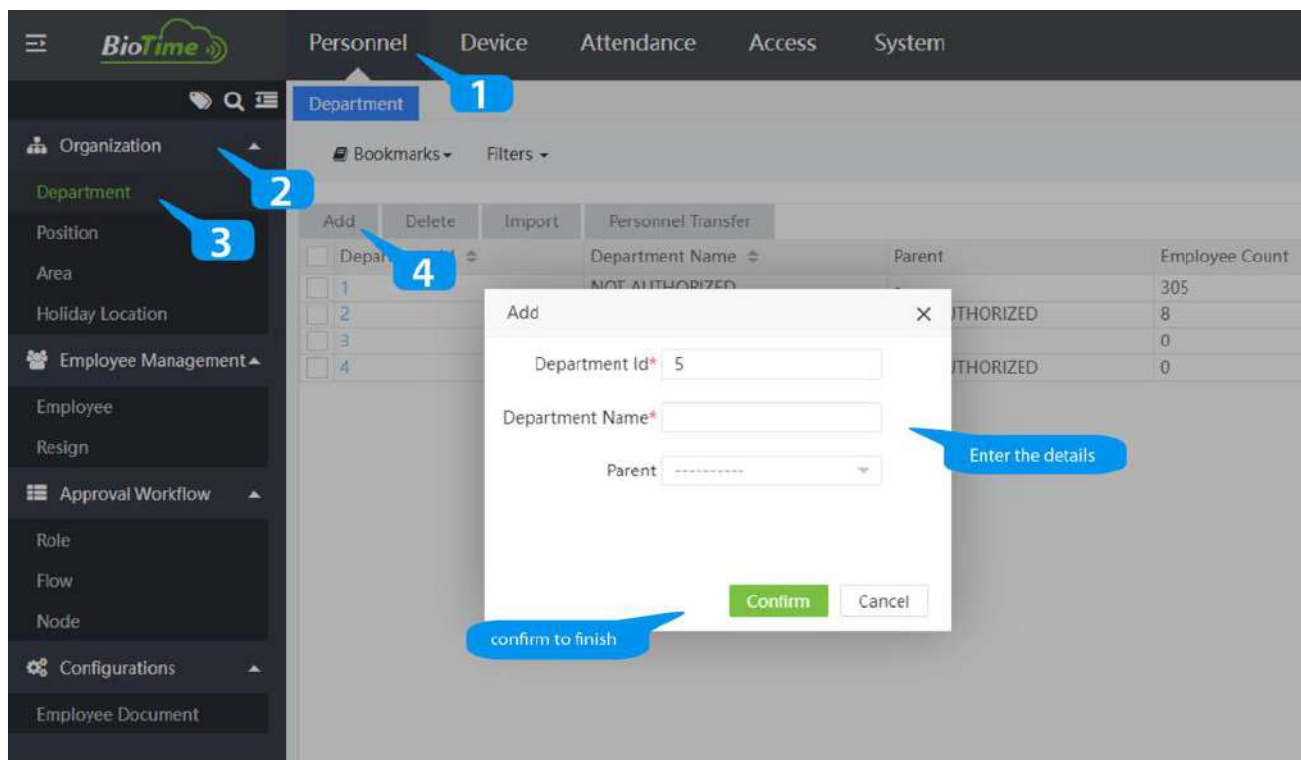 BioTime
Personnel Device Attendance Access System
1
Department
Organization
Bookmarks Filters
2
Department
Add Delete Import Personnel Transfer
Position
3
4
Department Name Parent Employee Count
Area
1 NOT AUTHORIZED - 305
Holiday Location
2 8
3 0
4 0
Add
Department Id* 5
Department Name*
Enter the details
Parent ----------
Confirm Cancel
confirm to finish
Employee Management
Employee
Resign
Approval Workflow
Role
Flow
Node
Configurations
Employee Document